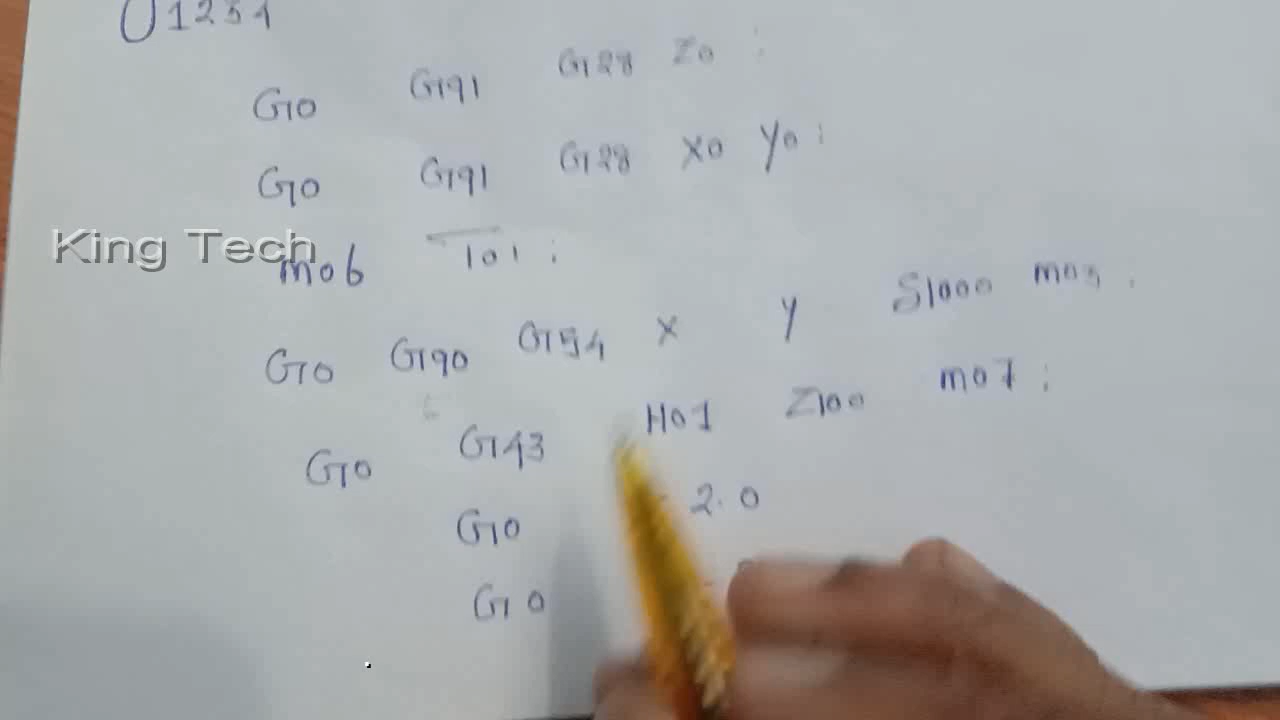 O1234
G0 G91 G28 Z0 ;
G0 G91 G28 X0 Y0 ;
King Tech
M06 T01 ;
G0 G90 G54 X Y S1000 M03 ;
G0 G43 H01 Z100 M07 ;
G0 2.0
G0